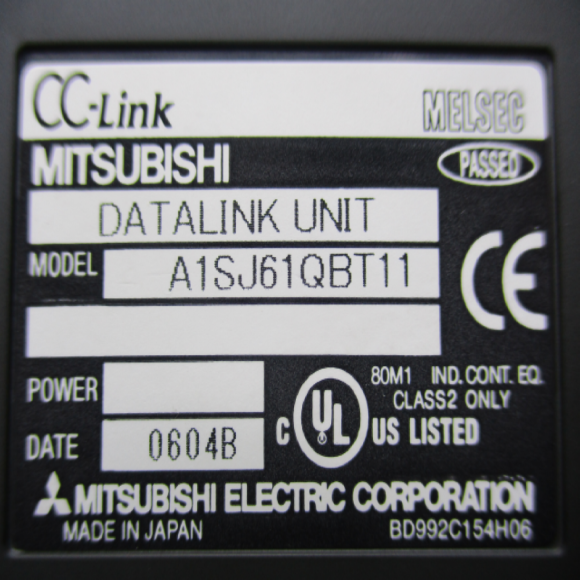 CC-Link MELSEC
MITSUBISHI PASSED
DATALINK UNIT
MODEL A1SJ61QBT11
CE
POWER
80M1 IND. CONT. EQ.
CLASS2 ONLY
DATE 0604B
C UL US LISTED
MITSUBISHI ELECTRIC CORPORATION
MADE IN JAPAN BD992C154H06